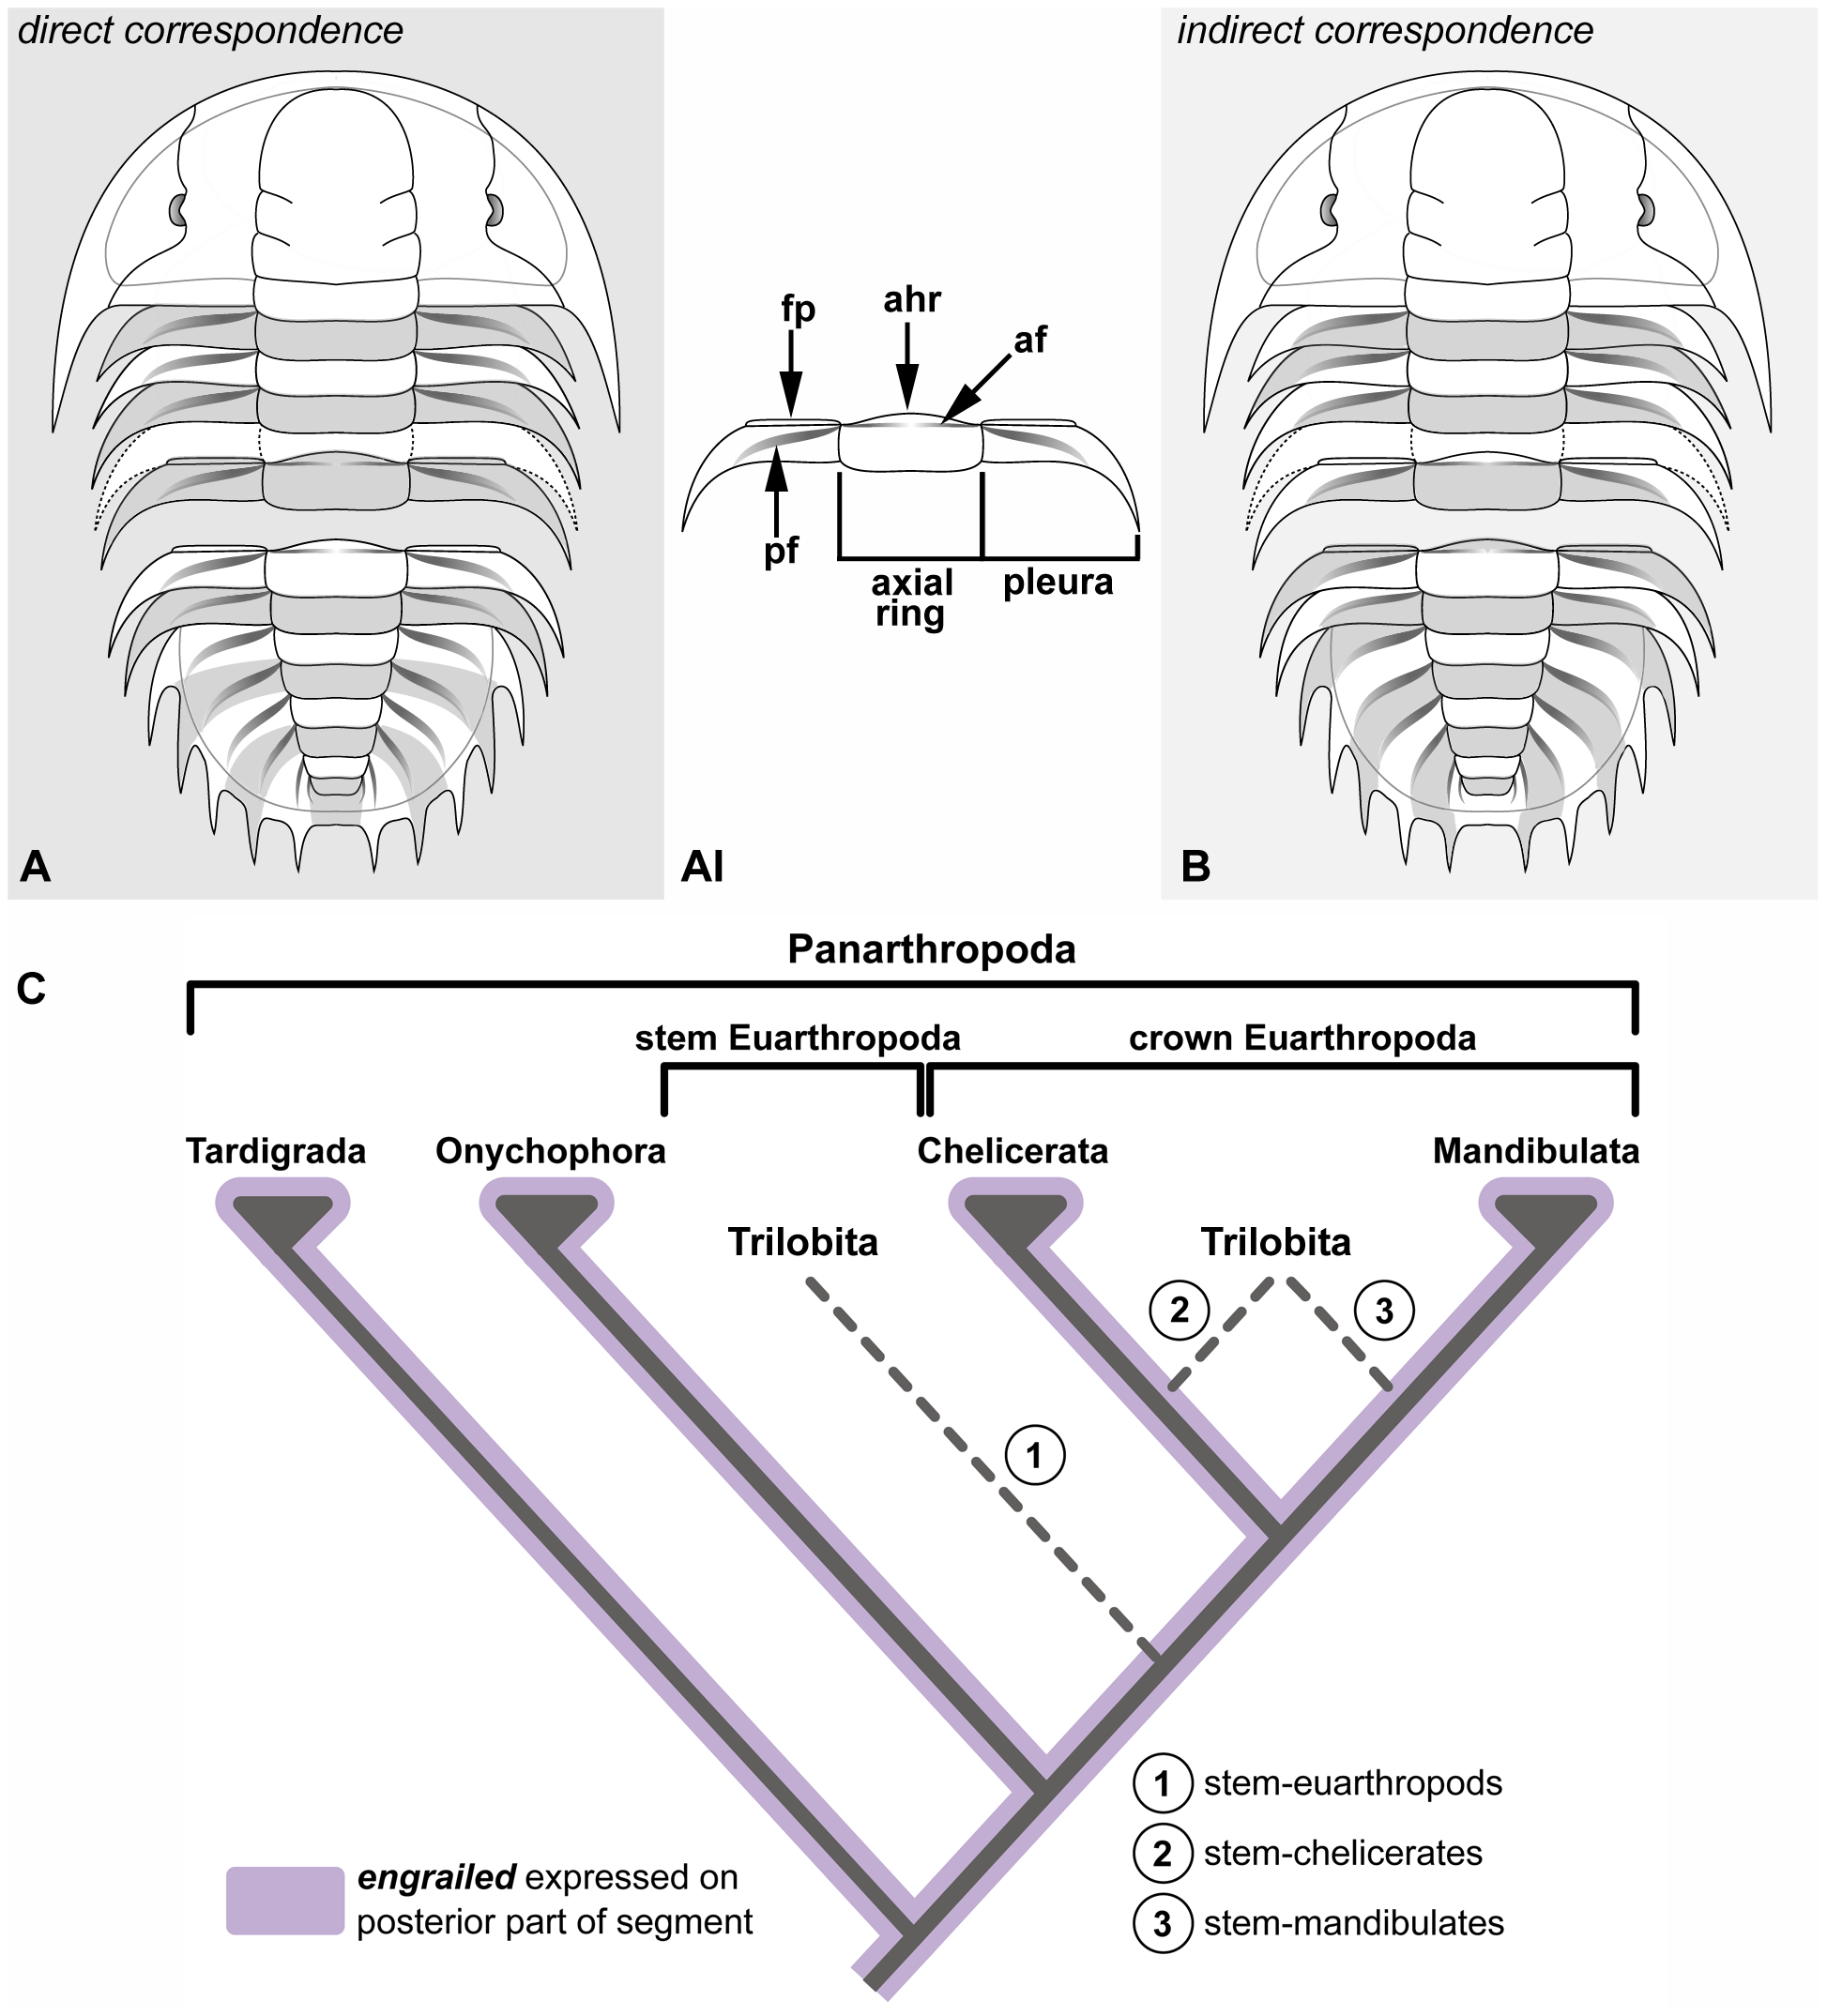 direct correspondence
indirect correspondence
fp
ahr
af
pf
axial
ring
pleura
A
AI
B
C
Panarthropoda
stem Euarthropoda
crown Euarthropoda
Tardigrada
Onychophora
Chelicerata
Mandibulata
Trilobita
Trilobita
2
3
1
1 stem-euarthropods
2 stem-chelicerates
3 stem-mandibulates
engrailed expressed on
posterior part of segment